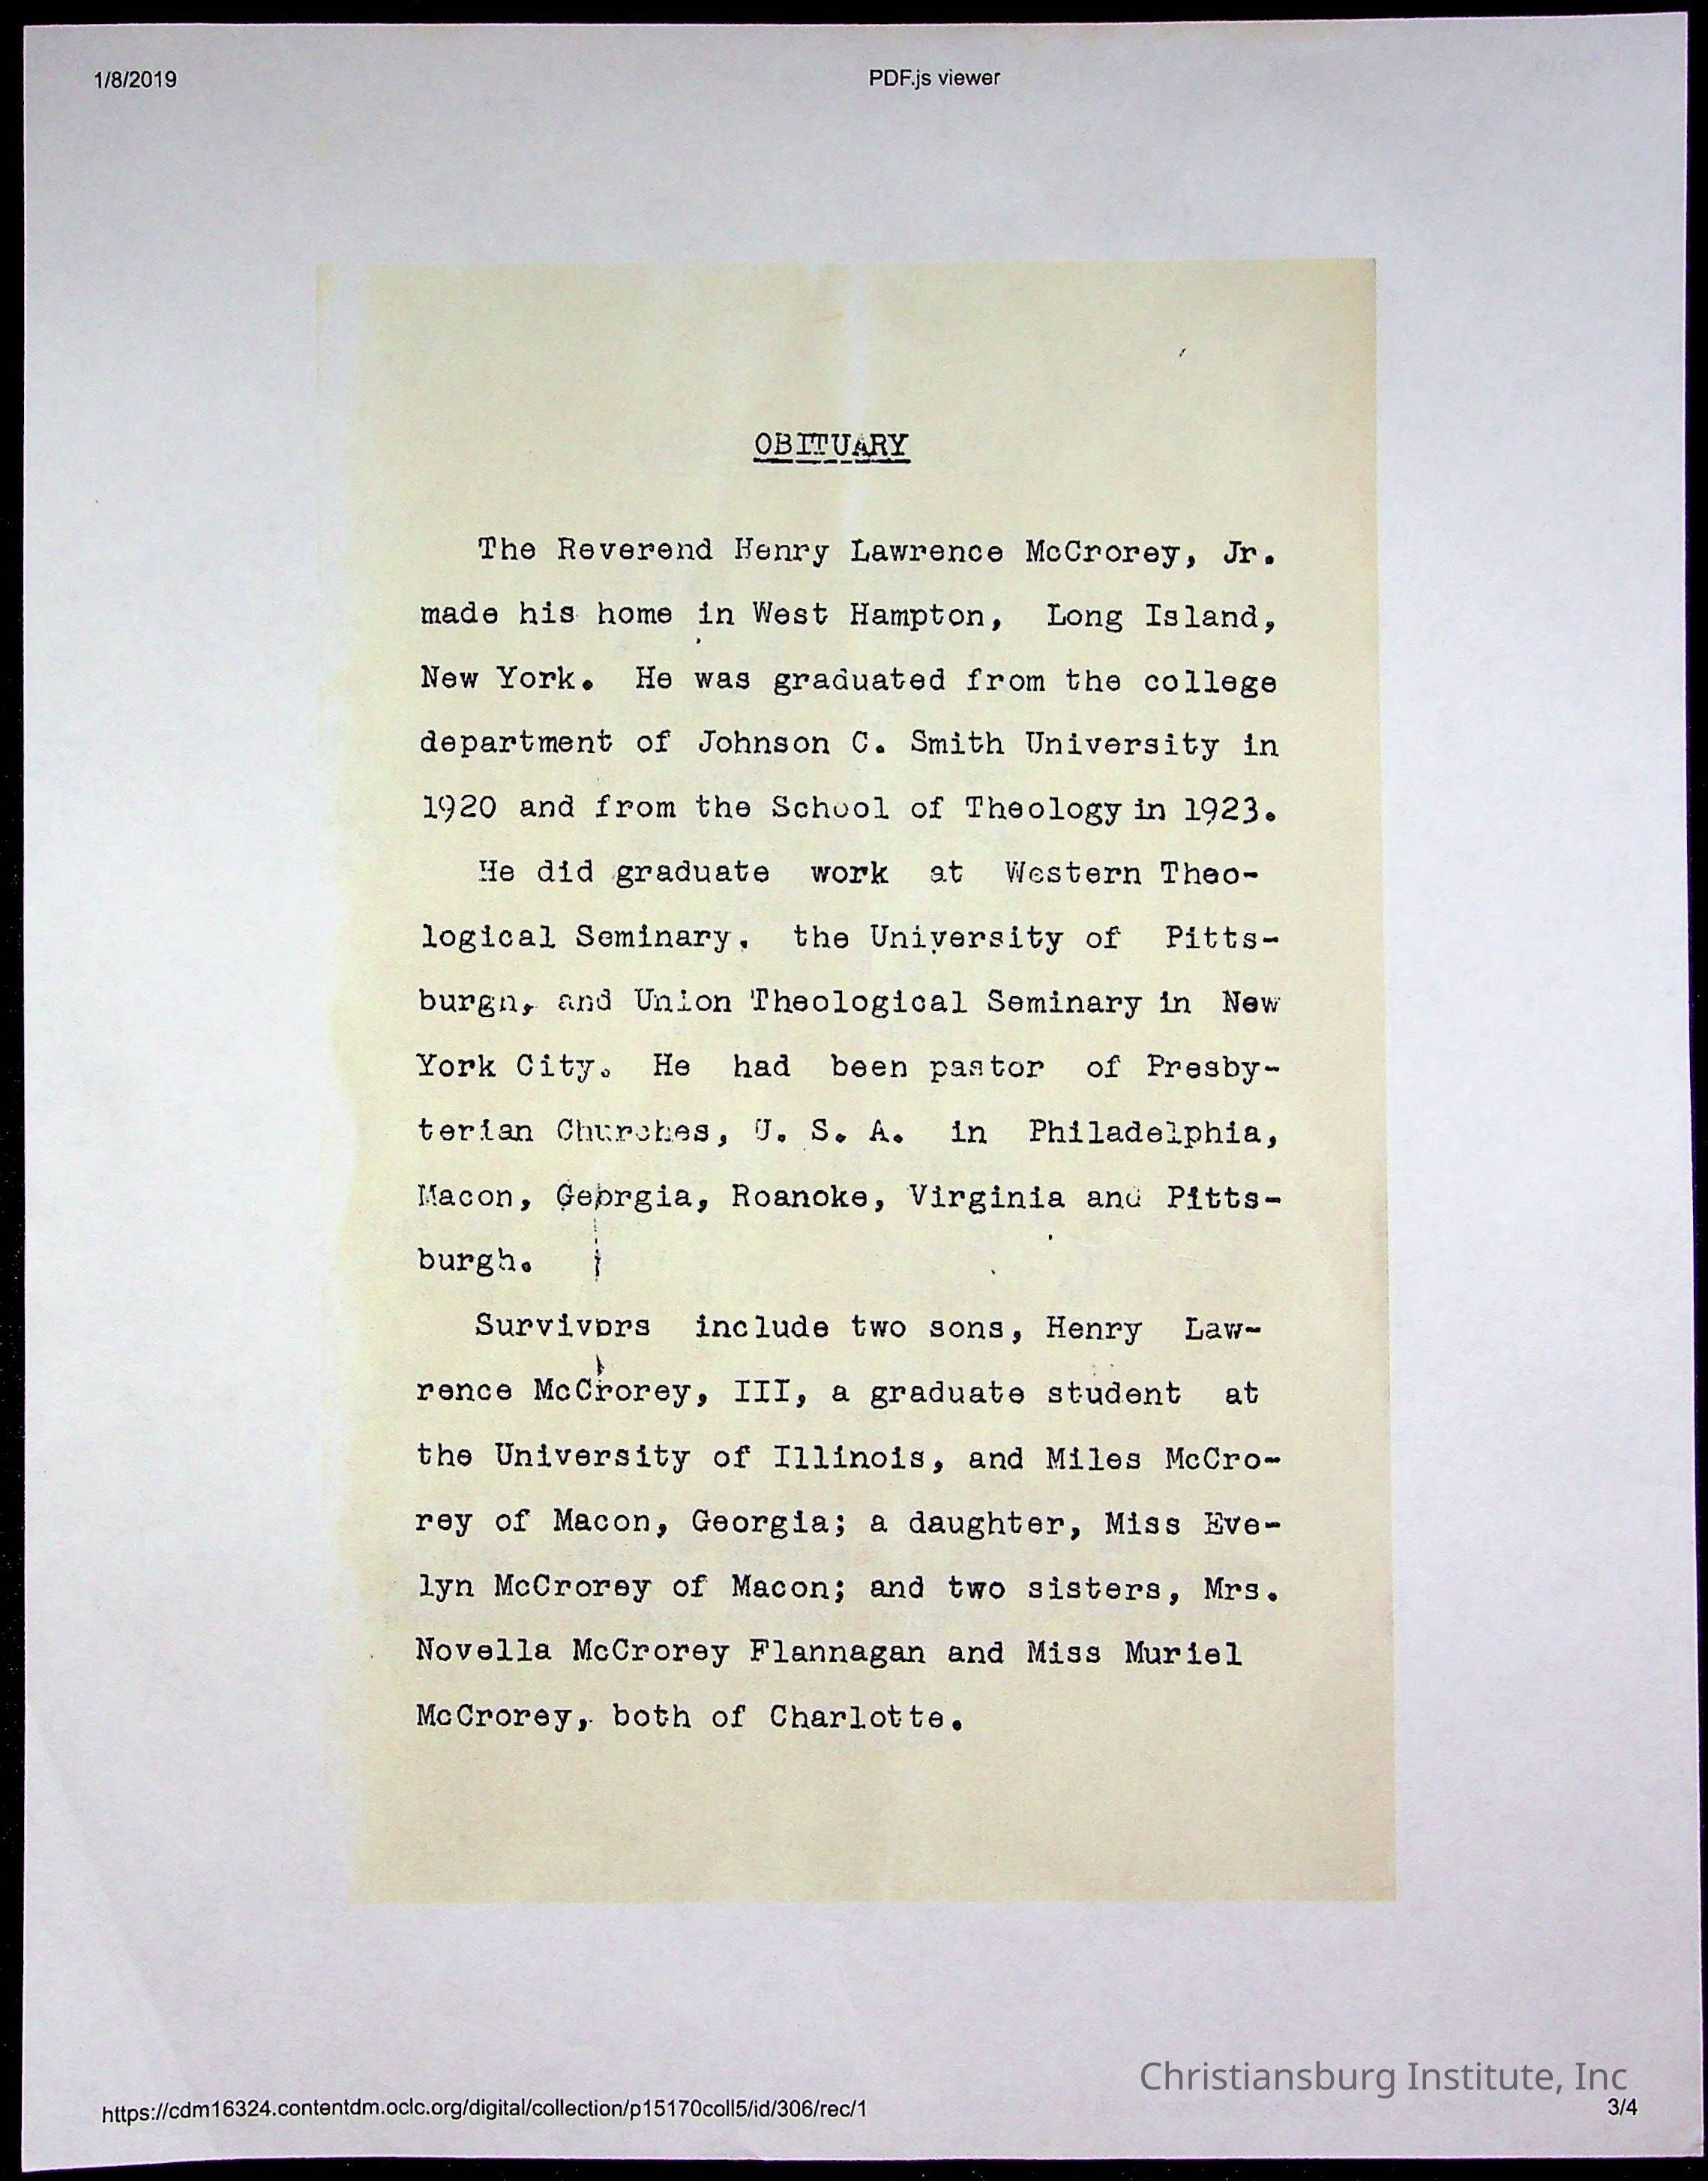 1/8/2019 PDF.js viewer
OBITUARY
The Reverend Henry Lawrence McCrorey, Jr.
made his home in West Hampton, Long Island,
New York. He was graduated from the college
department of Johnson C. Smith University in
1920 and from the School of Theology in 1923.
He did graduate work at Western Theo-
logical Seminary, the University of Pitts-
burgh, and Union Theological Seminary in New
York City. He had been pastor of Presby-
terian Churches, U. S. A. in Philadelphia,
Macon, Georgia, Roanoke, Virginia and Pitts-
burgh.
Survivors include two sons, Henry Law-
rence McCrorey, III, a graduate student at
the University of Illinois, and Miles McCro-
rey of Macon, Georgia; a daughter, Miss Eve-
lyn McCrorey of Macon; and two sisters, Mrs.
Novella McCrorey Flannagan and Miss Muriel
McCrorey, both of Charlotte.
Christiansburg Institute, Inc
https://cdm16324.contentdm.oclc.org/digital/collection/p15170coll5/id/306/rec/1 3/4